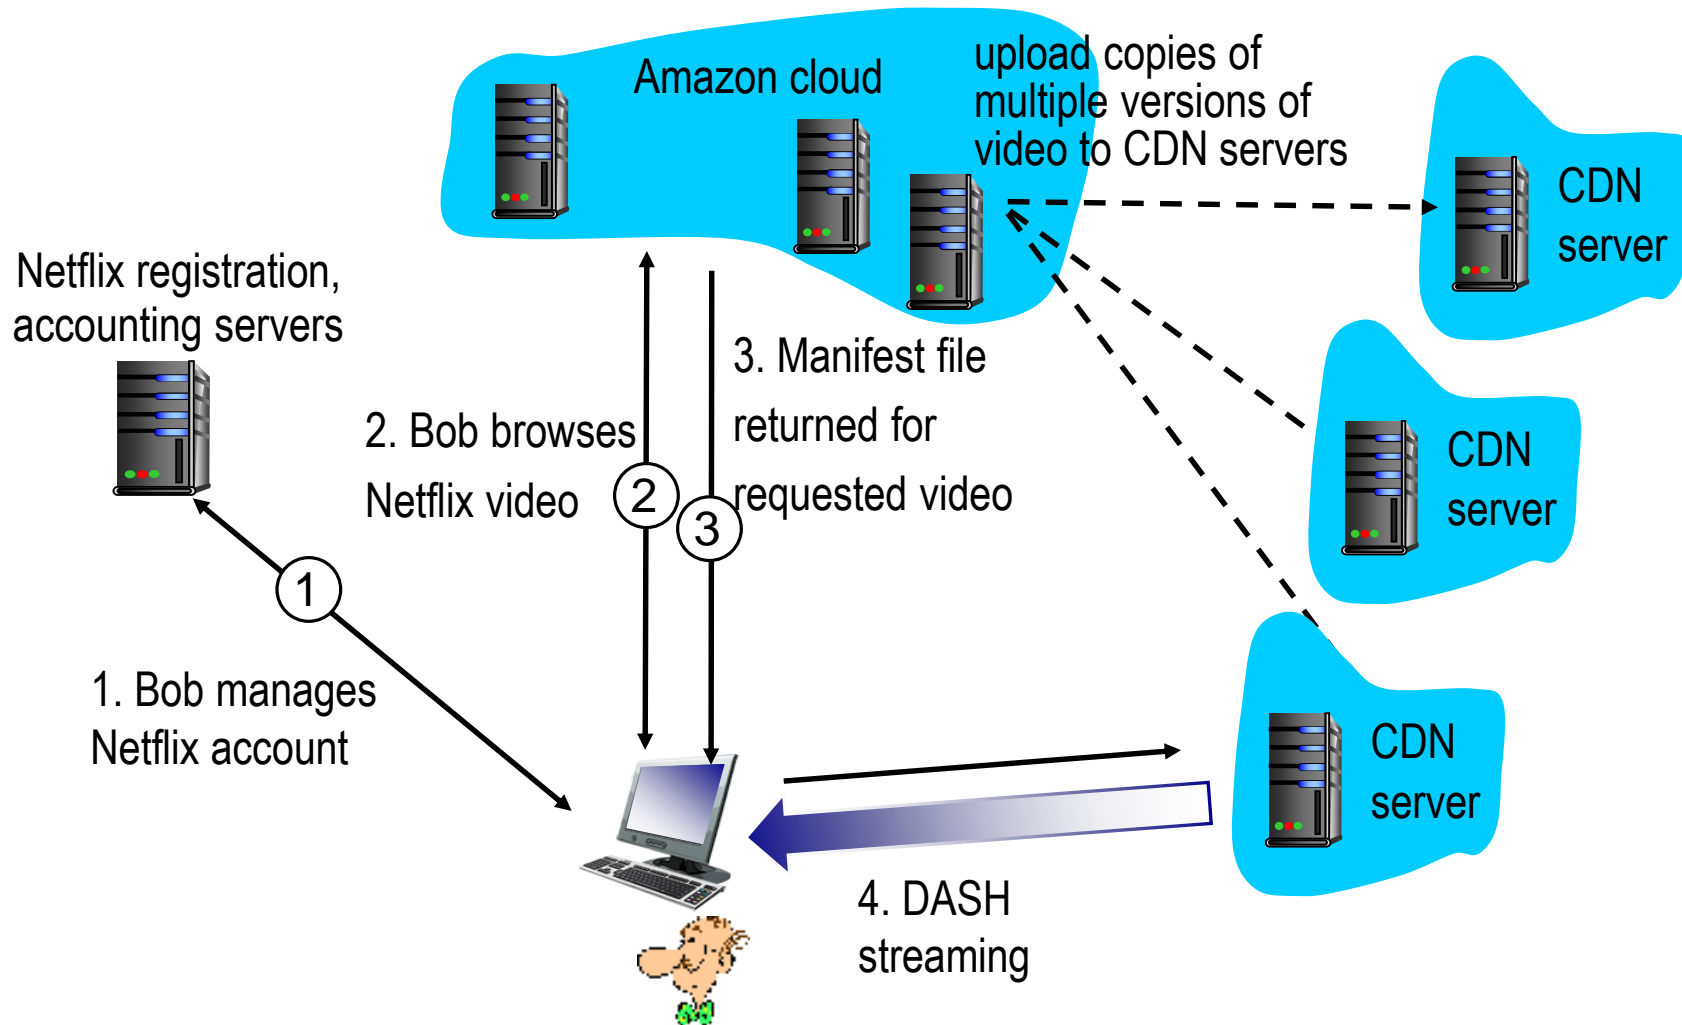 Amazon cloud
upload copies of
multiple versions of
video to CDN servers
CDN
server
Netflix registration,
accounting servers
3. Manifest file
returned for
requested video
2. Bob browses
Netflix video
2
3
CDN
server
1
1. Bob manages
Netflix account
CDN
server
4. DASH
streaming